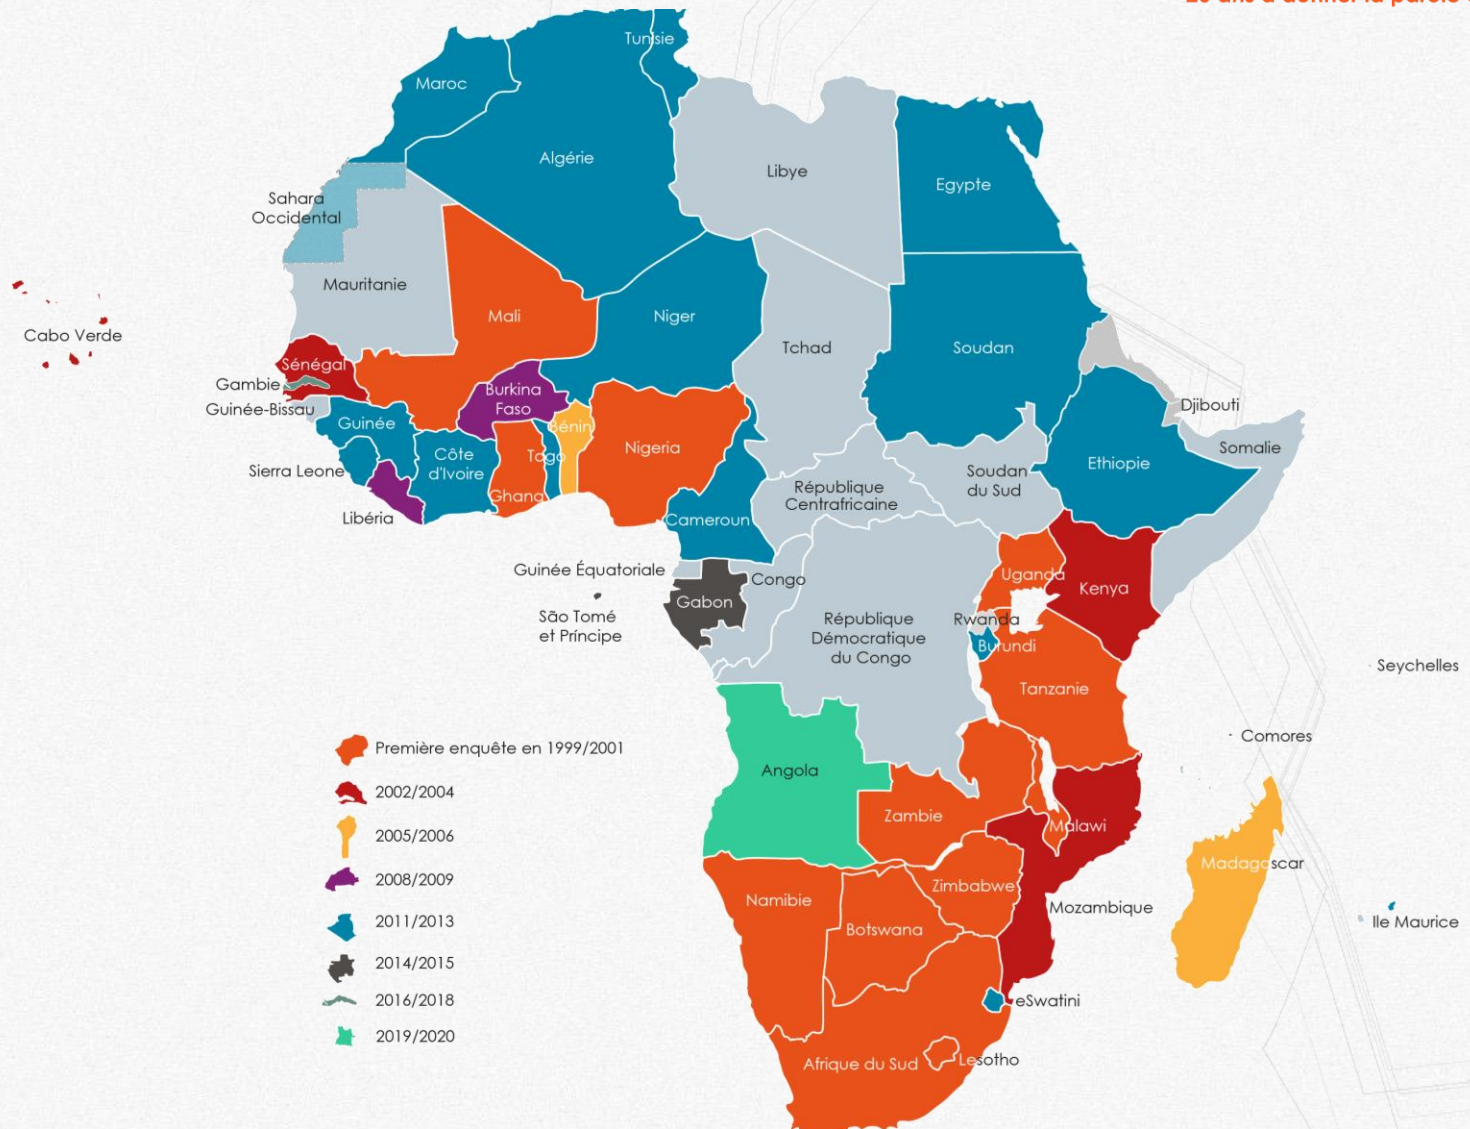 Tunisie
Maroc
Algérie
Libye
Egypte
Sahara
Occidental
Mauritanie
Mali
Niger
Tchad
Soudan
Cabo Verde
Sénégal
Gambie
Guinée-Bissau
Burkina
Faso
Djibouti
Guinée
Bénin
Nigeria
Togo
Côte
d'Ivoire
Sierra Leone
Ghana
Libéria
Somalie
Ethiopie
Soudan
du Sud
République
Centrafricaine
Cameroun
Guinée Équatoriale
Congo
São Tomé
et Príncipe
Gabon
Uganda
Kenya
Rwanda
Burundi
République
Démocratique
du Congo
Tanzanie
Seychelles
Comores
Première enquête en 1999/2001
2002/2004
2005/2006
2008/2009
2011/2013
2014/2015
2016/2018
2019/2020
Angola
Zambie
Malawi
Madagascar
Zimbabwe
Namibie
Botswana
Mozambique
Ile Maurice
eSwatini
Afrique du Sud
Lesotho